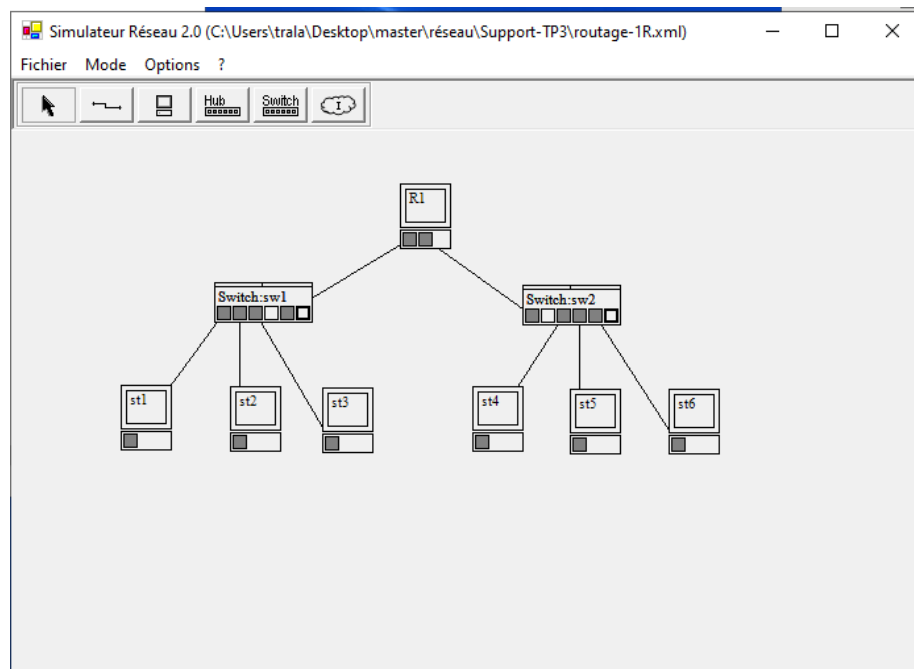 Simulateur Réseau 2.0 (C:\Users\trala\Desktop\master\réseau\Support-TP3\routage-1R.xml)
Fichier Mode Options ?
Hub Switch I
R1
Switch:sw1
Switch:sw2
st1 st2 st3 st4 st5 st6